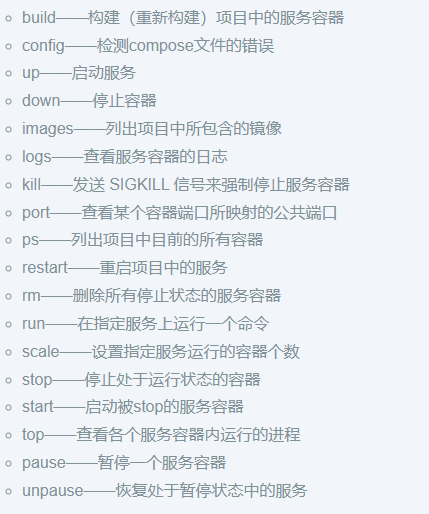 build——构建（重新构建）项目中的服务容器
config——检测compose文件的错误
up——启动服务
down——停止容器
images——列出项目中所包含的镜像
logs——查看服务容器的日志
kill——发送 SIGKILL 信号来强制停止服务容器
port——查看某个容器端口所映射的公共端口
ps——列出项目中目前的所有容器
restart——重启项目中的服务
rm——删除所有停止状态的服务容器
run——在指定服务上运行一个命令
scale——设置指定服务运行的容器个数
stop——停止处于运行状态的容器
start——启动被stop的服务容器
top——查看各个服务容器内运行的进程
pause——暂停一个服务容器
unpause——恢复处于暂停状态中的服务